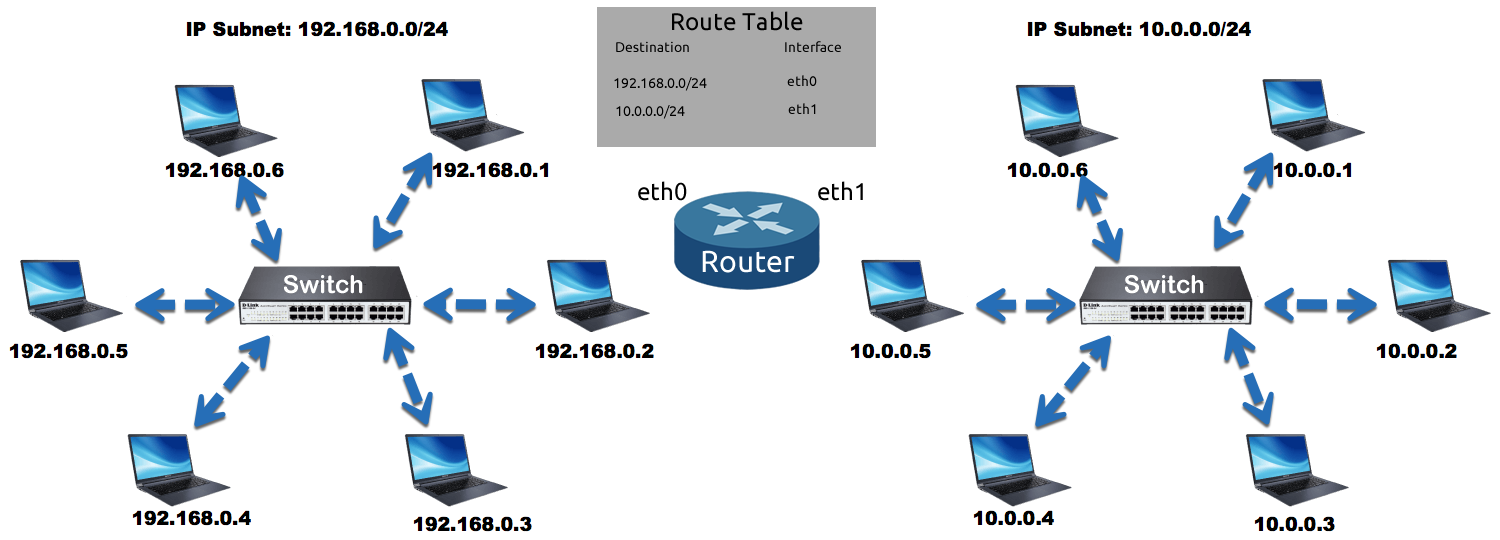 IP Subnet: 192.168.0.0/24
Route Table
Destination Interface
192.168.0.0/24 eth0
10.0.0.0/24 eth1
IP Subnet: 10.0.0.0/24
192.168.0.6
192.168.0.1
eth0
eth1
Router
10.0.0.6
10.0.0.1
Switch
D-Link
192.168.0.5
192.168.0.2
Switch
10.0.0.5
10.0.0.2
192.168.0.4
192.168.0.3
10.0.0.4
10.0.0.3